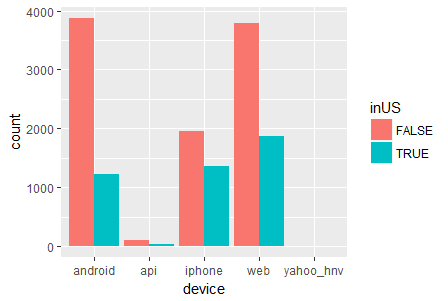 4000
3000
2000
1000
0
count
android
api
iphone
web
yahoo_hnv
device
inUS
FALSE
TRUE